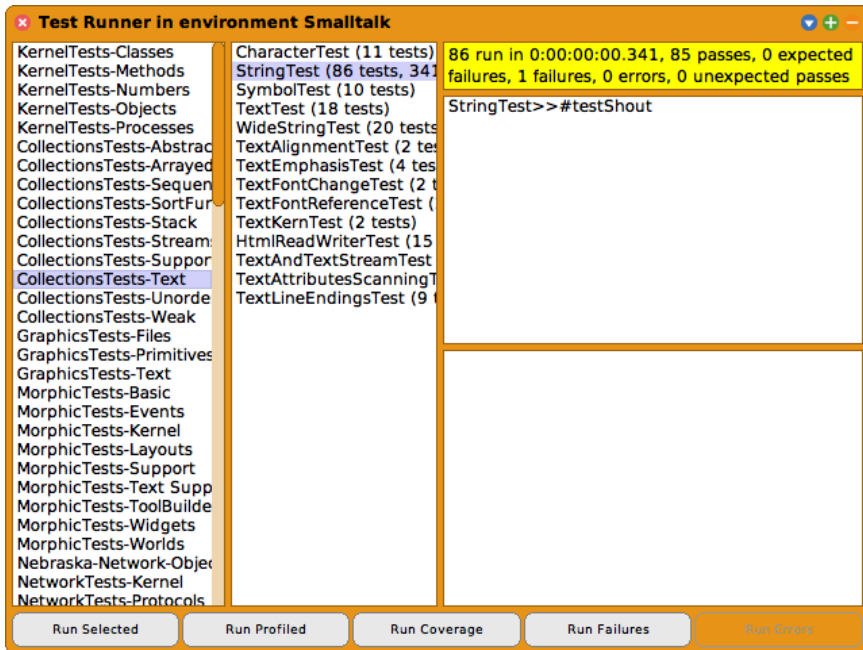 Test Runner in environment Smalltalk
KernelTests-Classes
KernelTests-Methods
KernelTests-Numbers
KernelTests-Objects
KernelTests-Processes
CollectionsTests-Abstrac
CollectionsTests-Arrayed
CollectionsTests-Sequen
CollectionsTests-SortFun
CollectionsTests-Stack
CollectionsTests-Streams
CollectionsTests-Suppor
CollectionsTests-Text
CollectionsTests-Unorde
CollectionsTests-Weak
GraphicsTests-Files
GraphicsTests-Primitives
GraphicsTests-Text
MorphicTests-Basic
MorphicTests-Events
MorphicTests-Kernel
MorphicTests-Layouts
MorphicTests-Support
MorphicTests-Text Supp
MorphicTests-ToolBuilde
MorphicTests-Widgets
MorphicTests-Worlds
Nebraska-Network-Objec
NetworkTests-Kernel
NetworkTests-Protocols
CharacterTest (11 tests)
StringTest (86 tests, 341
SymbolTest (10 tests)
TextTest (18 tests)
WideStringTest (20 tests
TextAlignmentTest (2 tes
TextEmphasisTest (4 tes
TextFontChangeTest (2 t
TextFontReferenceTest (
TextKernTest (2 tests)
HtmlReadWriterTest (15
TextAndTextStreamTest
TextAttributesScanningT
TextLineEndingsTest (9 t
86 run in 0:00:00:00.341, 85 passes, 0 expected
failures, 1 failures, 0 errors, 0 unexpected passes
StringTest>>#testShout
Run Selected
Run Profiled
Run Coverage
Run Failures
Run Errors